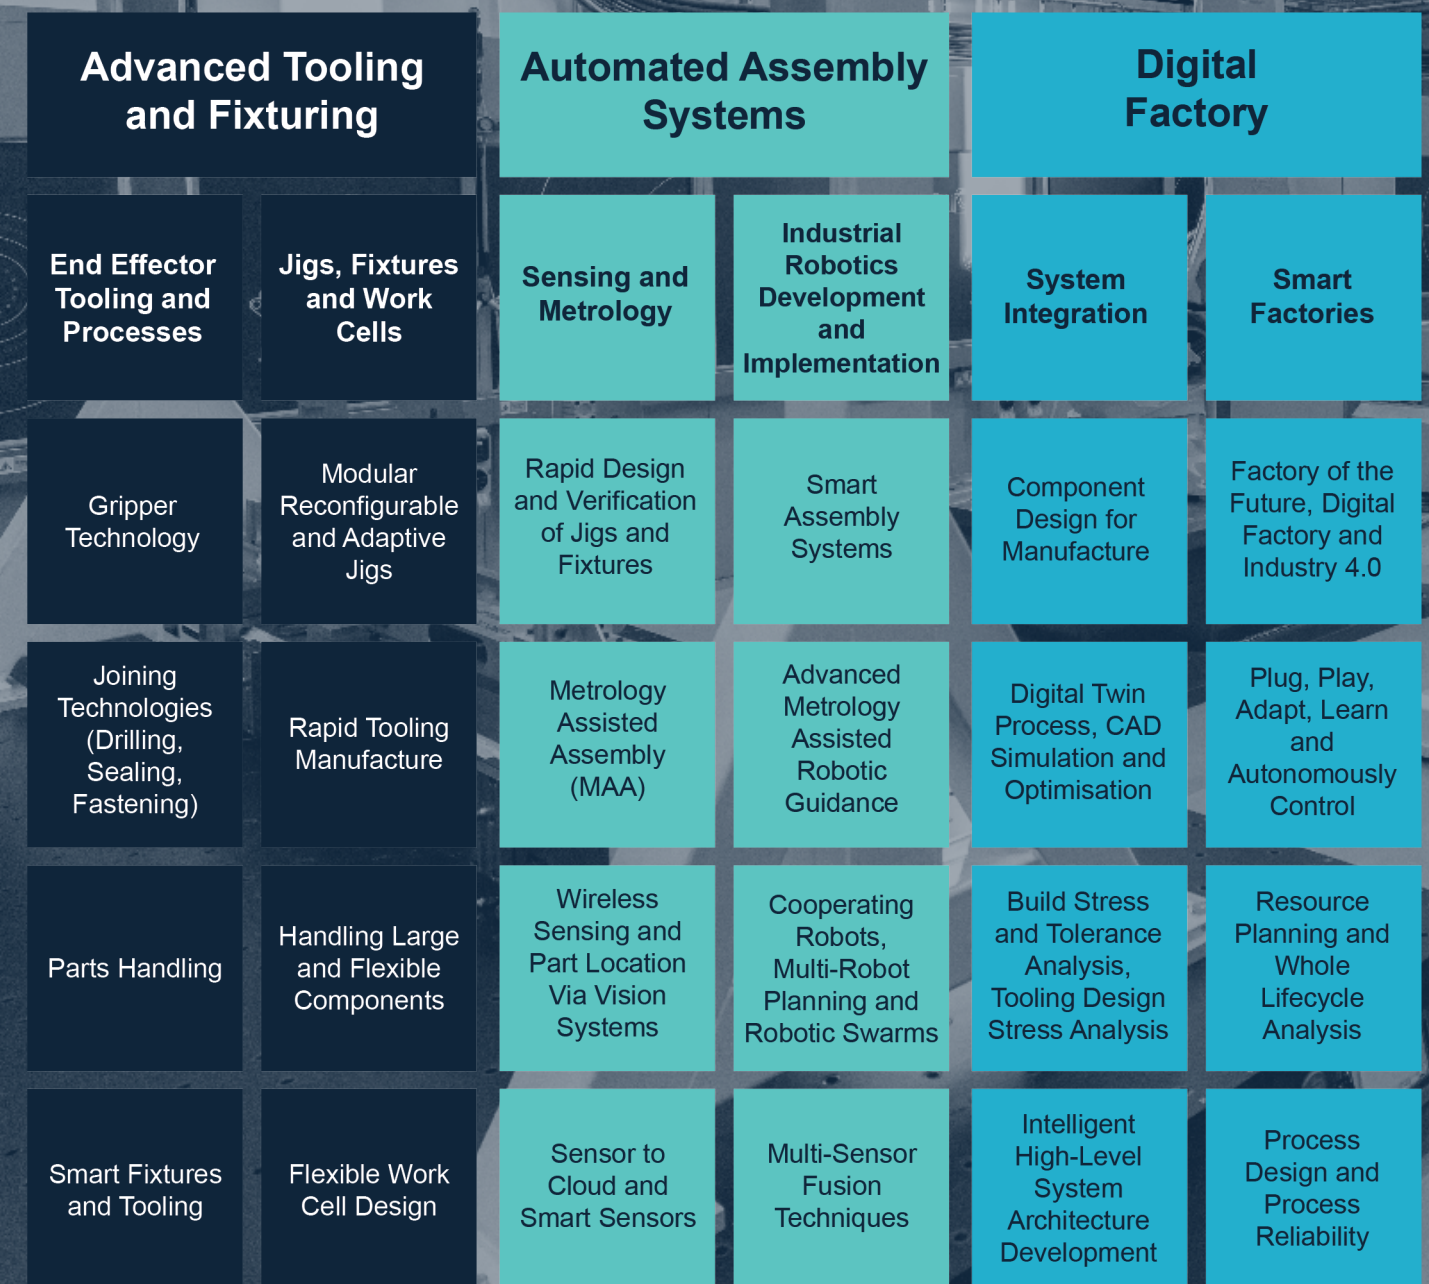 Advanced Tooling
and Fixturing
Automated Assembly
Systems
Digital
Factory
End Effector
Tooling and
Processes
Jigs, Fixtures
and Work
Cells
Sensing and
Metrology
Industrial
Robotics
Development
and
Implementation
System
Integration
Smart
Factories
Gripper
Technology
Modular
Reconfigurable
and Adaptive
Jigs
Rapid Design
and Verification
of Jigs and
Fixtures
Smart
Assembly
Systems
Component
Design for
Manufacture
Factory of the
Future, Digital
Factory and
Industry 4.0
Joining
Technologies
(Drilling,
Sealing,
Fastening)
Rapid Tooling
Manufacture
Metrology
Assisted
Assembly
(MAA)
Advanced
Metrology
Assisted
Robotic
Guidance
Digital Twin
Process, CAD
Simulation and
Optimisation
Plug, Play,
Adapt, Learn
and
Autonomously
Control
Parts Handling
Handling Large
and Flexible
Components
Wireless
Sensing and
Part Location
Via Vision
Systems
Cooperating
Robots,
Multi-Robot
Planning and
Robotic Swarms
Build Stress
and Tolerance
Analysis,
Tooling Design
Stress Analysis
Resource
Planning and
Whole
Lifecycle
Analysis
Smart Fixtures
and Tooling
Flexible Work
Cell Design
Sensor to
Cloud and
Smart Sensors
Multi-Sensor
Fusion
Techniques
Intelligent
High-Level
System
Architecture
Development
Process
Design and
Process
Reliability